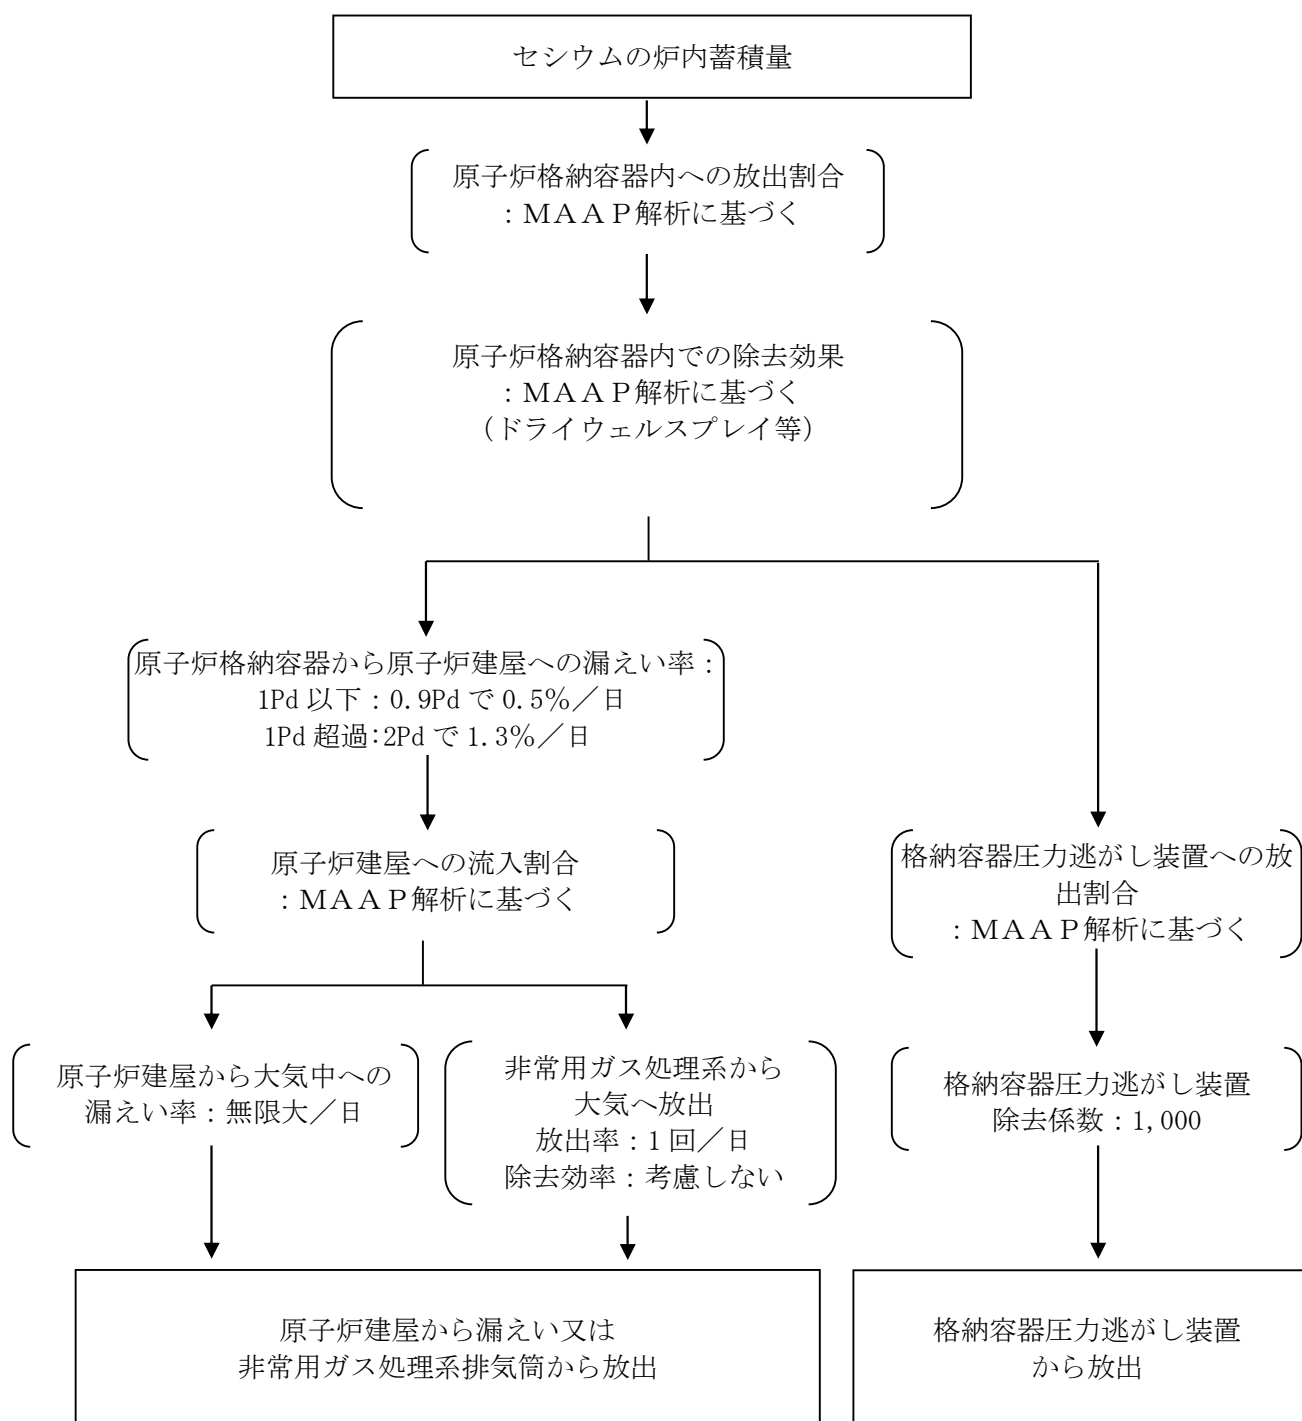 セシウムの炉内蓄積量
原子炉格納容器内への放出割合
：ＭＡＡＰ解析に基づく
原子炉格納容器内での除去効果
：ＭＡＡＰ解析に基づく
（ドライウェルスプレイ等）
原子炉格納容器から原子炉建屋への漏えい率：
1Pd 以下：0.9Pd で 0.5％／日
1Pd 超過：2Pd で 1.3％／日
原子炉建屋への流入割合
：ＭＡＡＰ解析に基づく
格納容器圧力逃がし装置への放
出割合
：ＭＡＡＰ解析に基づく
原子炉建屋から大気中への
漏えい率：無限大／日
非常用ガス処理系から
大気へ放出
放出率：1 回／日
除去効率：考慮しない
格納容器圧力逃がし装置
除去係数：1,000
原子炉建屋から漏えい又は
非常用ガス処理系排気筒から放出
格納容器圧力逃がし装置
から放出